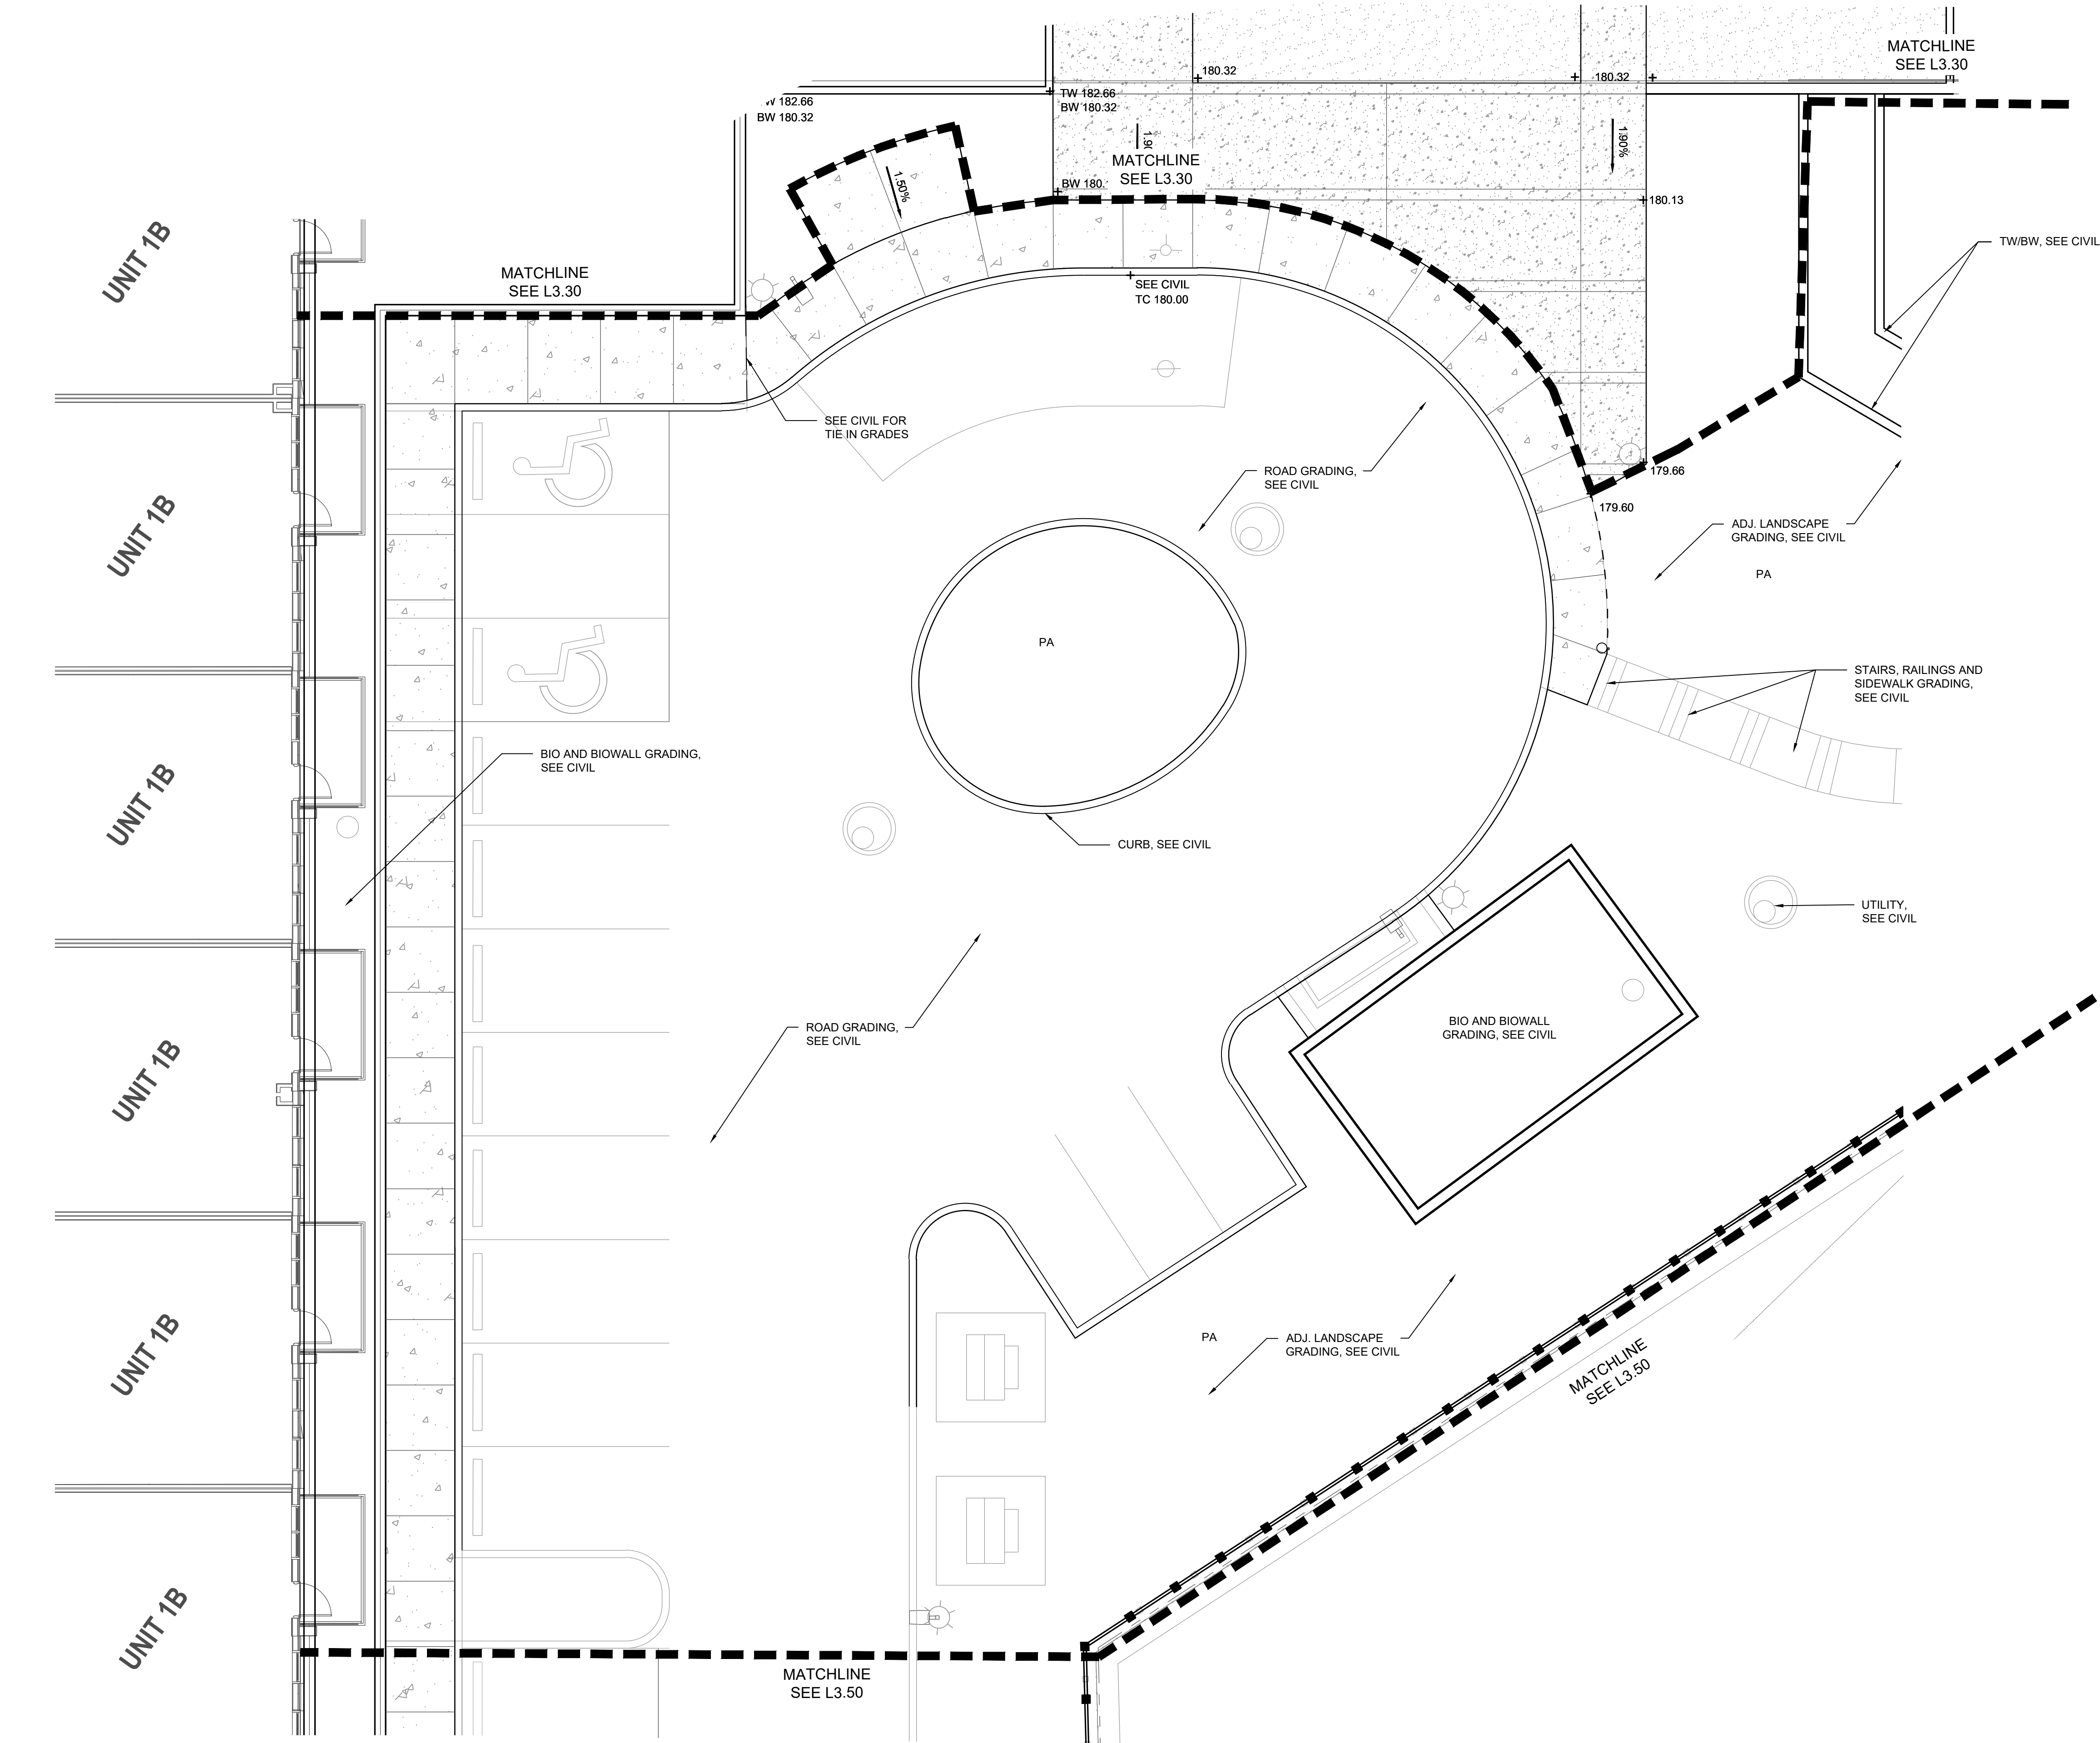 MATCHLINE
SEE L3.30
180.32
180.32
TW 182.66
BW 180.32
W 182.66
BW 180.32
1.90%
MATCHLINE
SEE L3.30
1.50%
BW 180.
180.13
UNIT 1B
TW/BW, SEE CIVIL
MATCHLINE
SEE L3.30
SEE CIVIL
TC 180.00
SEE CIVIL FOR
TIE IN GRADES
ROAD GRADING,
SEE CIVIL
179.66
179.60
UNIT 1B
ADJ. LANDSCAPE
GRADING, SEE CIVIL
PA
PA
STAIRS, RAILINGS AND
SIDEWALK GRADING,
SEE CIVIL
BIO AND BIOWALL GRADING,
SEE CIVIL
UNIT 1B
CURB, SEE CIVIL
UTILITY,
SEE CIVIL
ROAD GRADING,
SEE CIVIL
BIO AND BIOWALL
GRADING, SEE CIVIL
UNIT 1B
PA
ADJ. LANDSCAPE
GRADING, SEE CIVIL
UNIT 1B
MATCHLINE
SEE L3.50
UNIT 1B
MATCHLINE
SEE L3.50